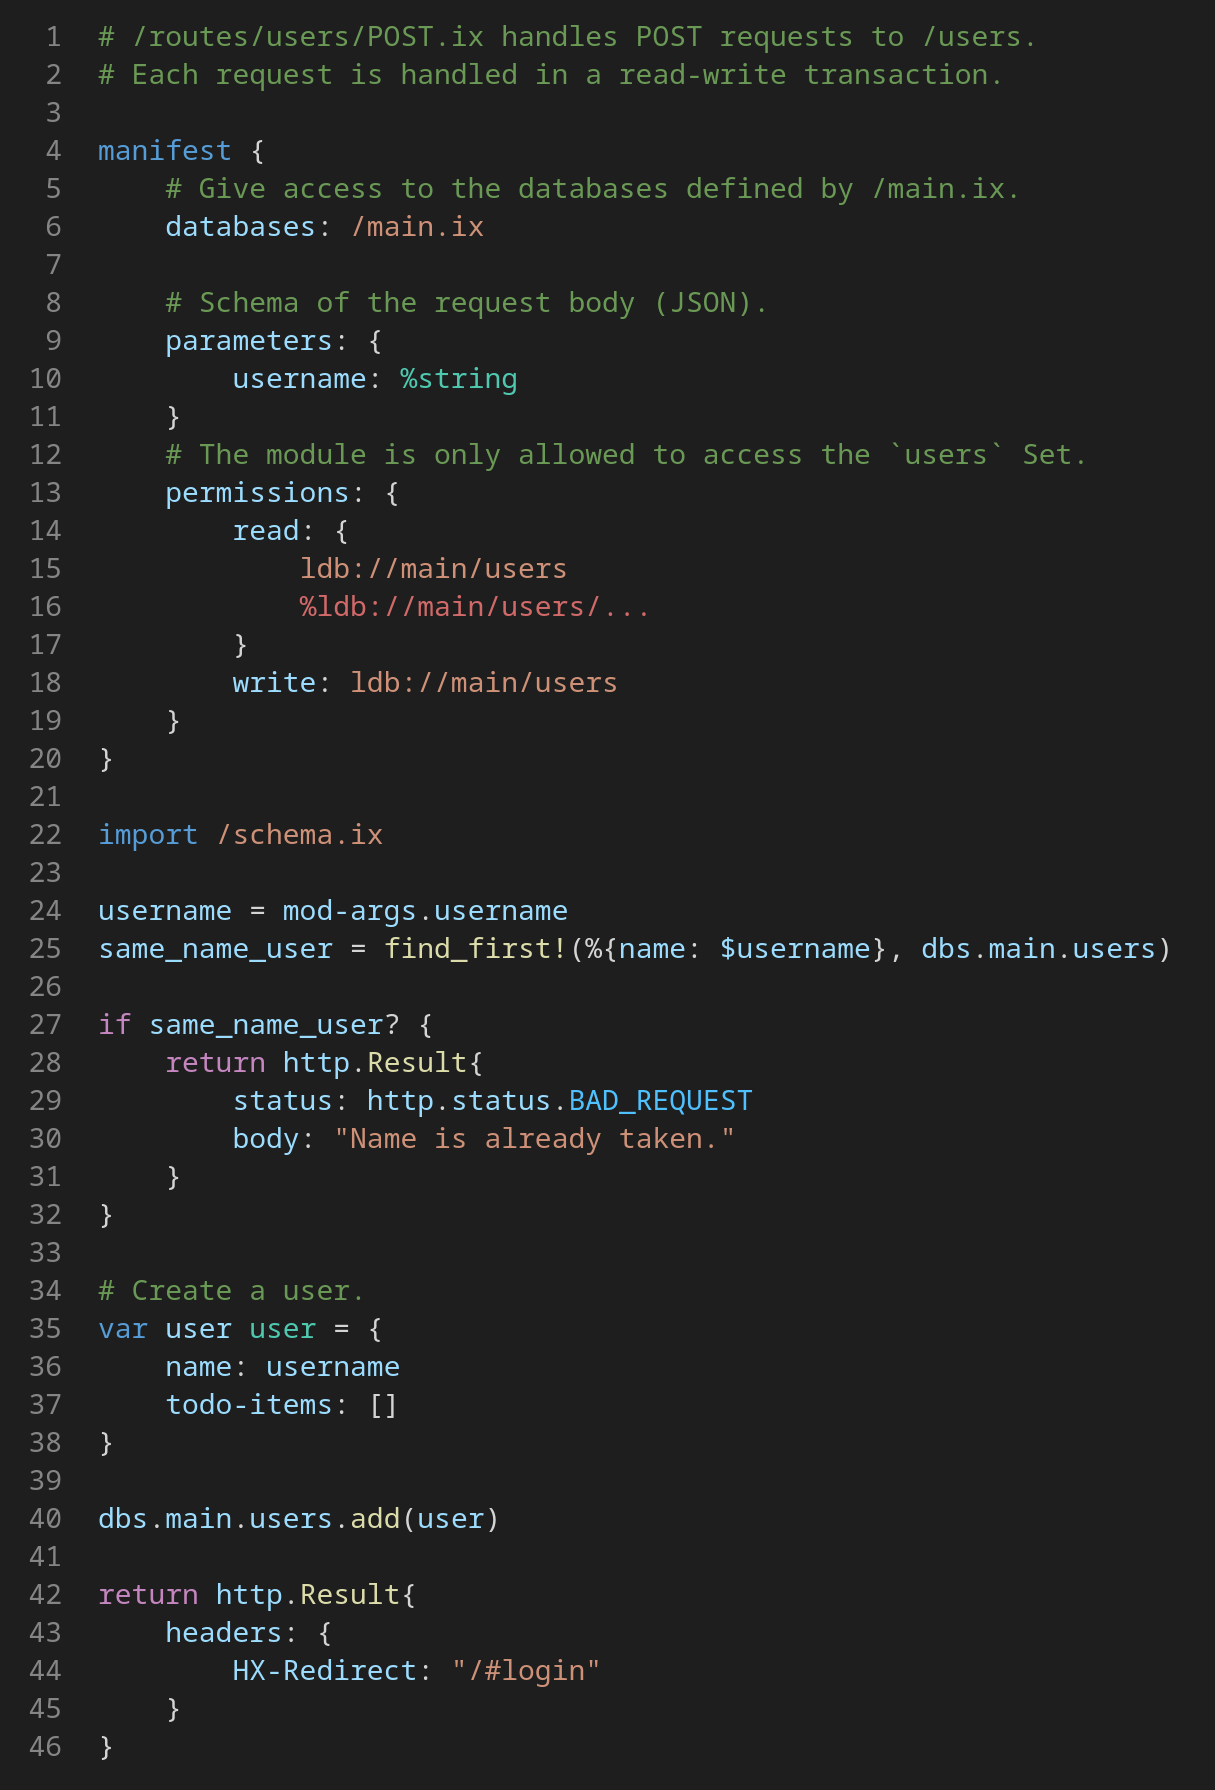 1 # /routes/users/POST.ix handles POST requests to /users.
2 # Each request is handled in a read-write transaction.
3
4 manifest {
5     # Give access to the databases defined by /main.ix.
6     databases: /main.ix
7
8     # Schema of the request body (JSON).
9     parameters: {
10         username: %string
11     }
12     # The module is only allowed to access the `users` Set.
13     permissions: {
14         read: {
15             ldb://main/users
16             %ldb://main/users/...
17         }
18         write: ldb://main/users
19     }
20 }
21
22 import /schema.ix
23
24 username = mod-args.username
25 same_name_user = find_first!(%{name: $username}, dbs.main.users)
26
27 if same_name_user? {
28     return http.Result{
29         status: http.status.BAD_REQUEST
30         body: "Name is already taken."
31     }
32 }
33
34 # Create a user.
35 var user user = {
36     name: username
37     todo-items: []
38 }
39
40 dbs.main.users.add(user)
41
42 return http.Result{
43     headers: {
44         HX-Redirect: "/#login"
45     }
46 }